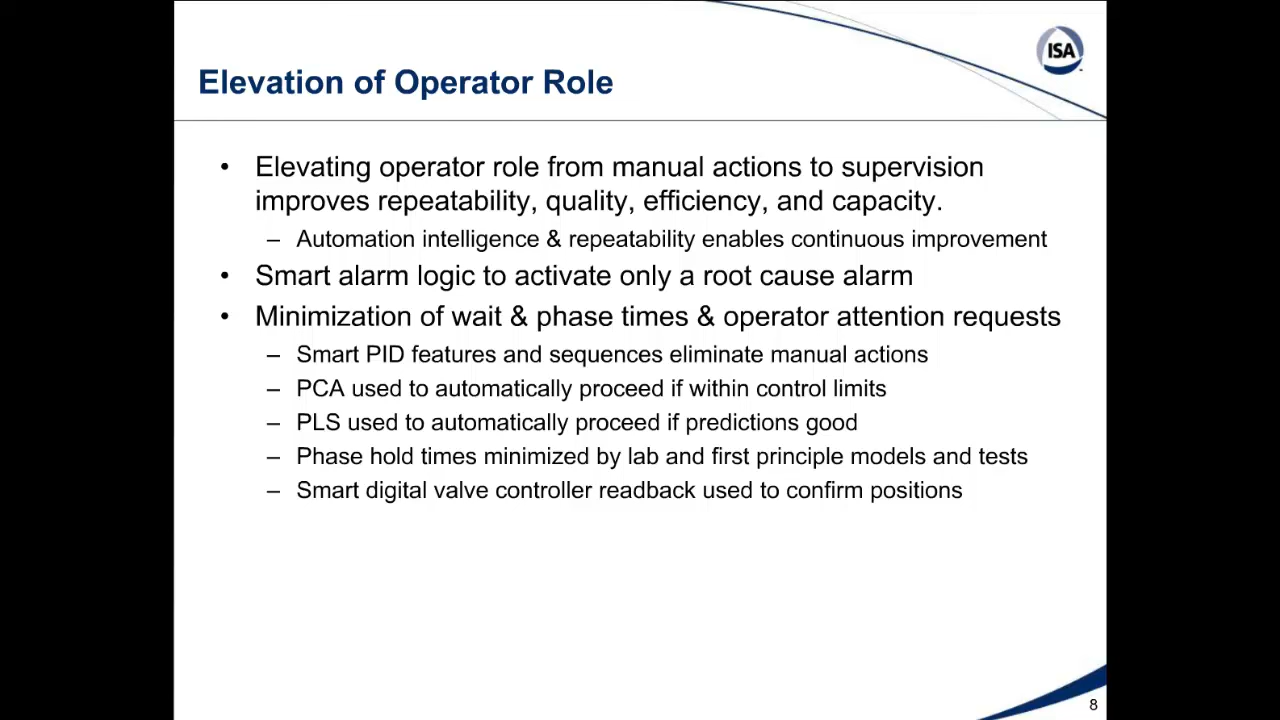 ISA
Elevation of Operator Role
• Elevating operator role from manual actions to supervision
improves repeatability, quality, efficiency, and capacity.
– Automation intelligence & repeatability enables continuous improvement
• Smart alarm logic to activate only a root cause alarm
• Minimization of wait & phase times & operator attention requests
– Smart PID features and sequences eliminate manual actions
– PCA used to automatically proceed if within control limits
– PLS used to automatically proceed if predictions good
– Phase hold times minimized by lab and first principle models and tests
– Smart digital valve controller readback used to confirm positions
8